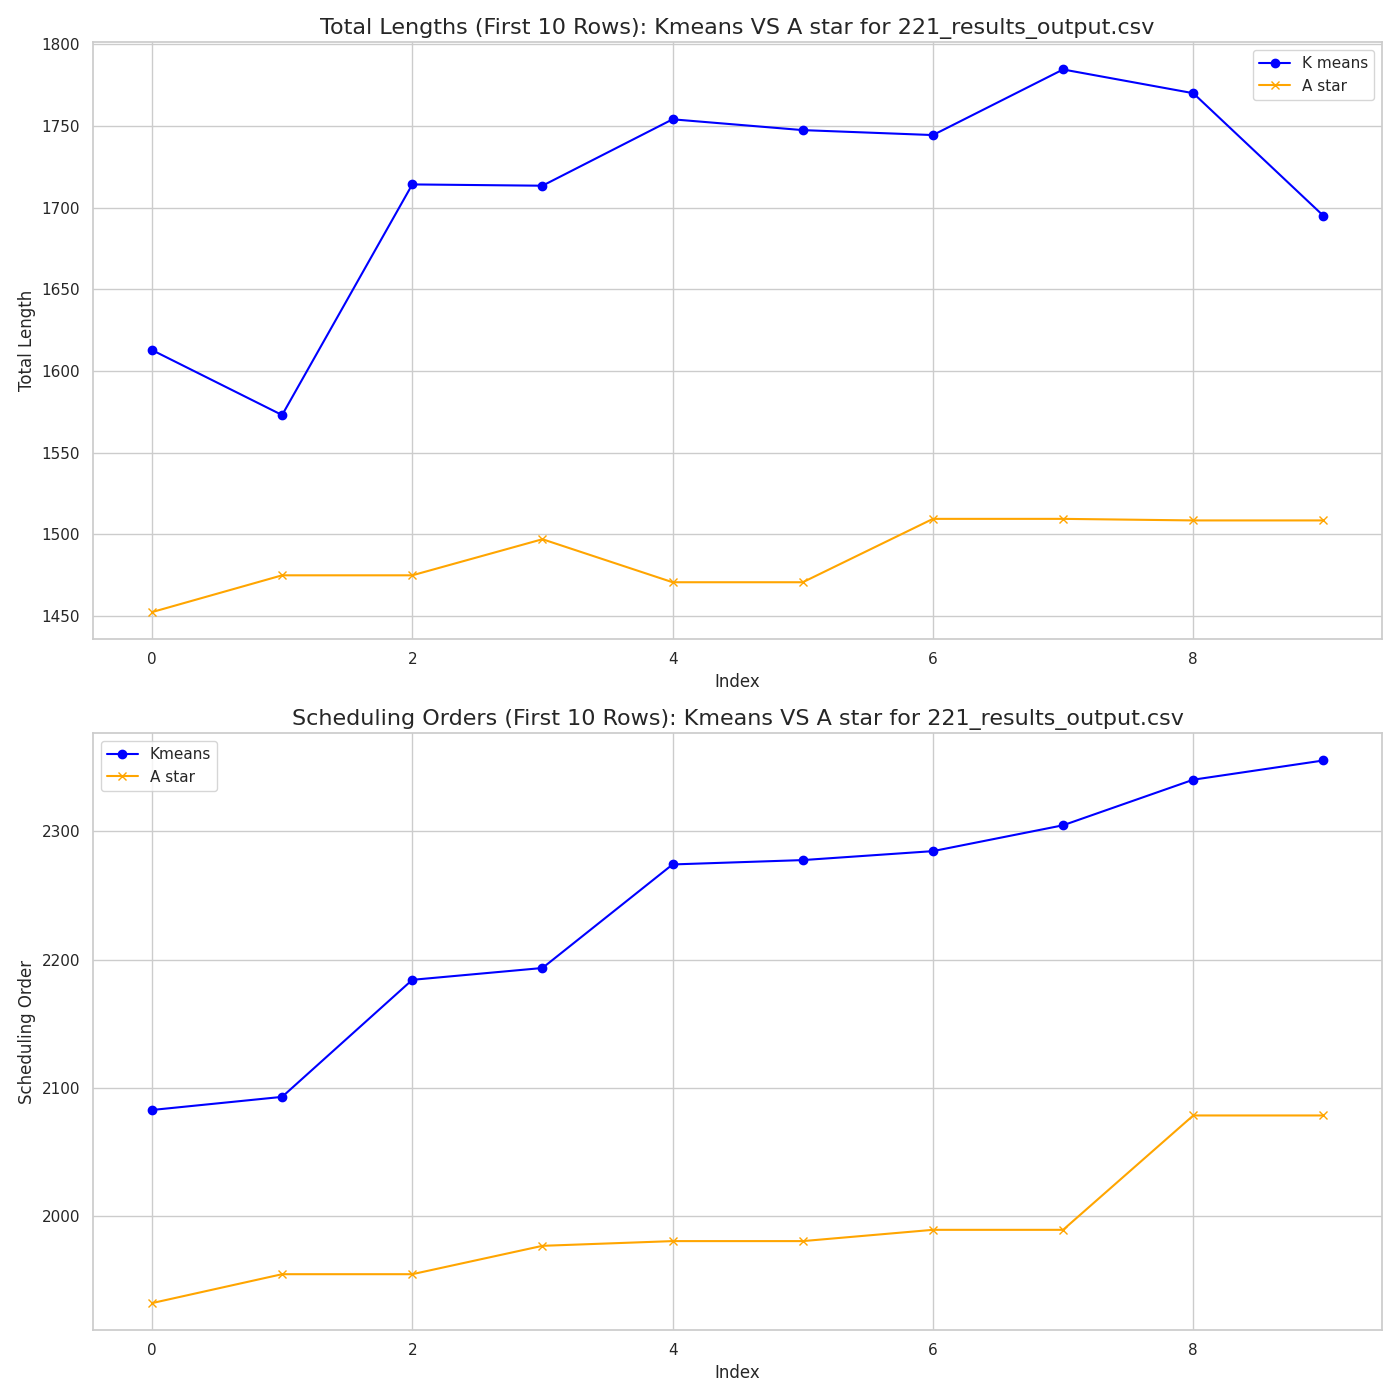 Total Lengths (First 10 Rows): Kmeans VS A star for 221_results_output.csv
K means
A star
1800
1750
1700
1650
1600
1550
1500
1450
Total Length
0 2 4 6 8
Index
Scheduling Orders (First 10 Rows): Kmeans VS A star for 221_results_output.csv
Kmeans
A star
2300
2200
2100
2000
Scheduling Order
0 2 4 6 8
Index